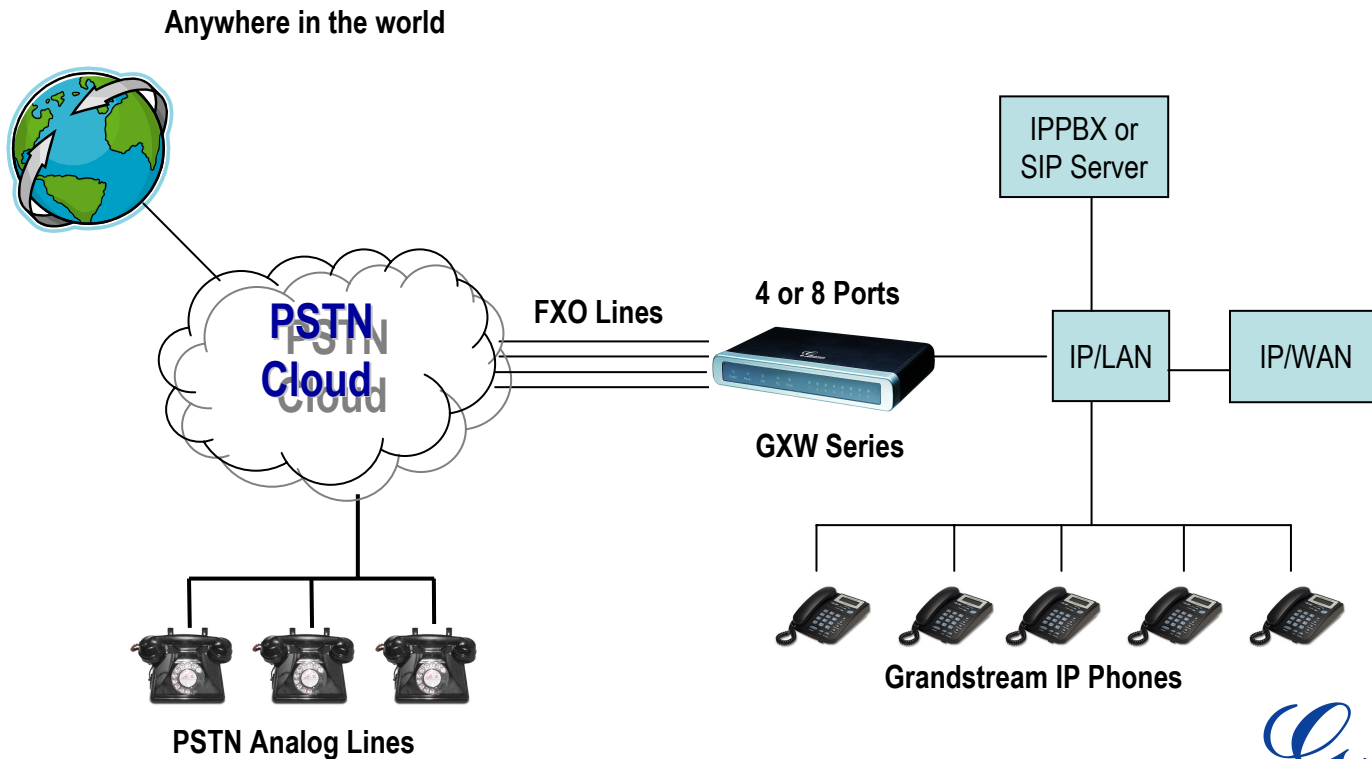 Anywhere in the world
IPPBX or
SIP Server
4 or 8 Ports
FXO Lines
PSTN
Cloud
IP/LAN
IP/WAN
GXW Series
Grandstream IP Phones
PSTN Analog Lines